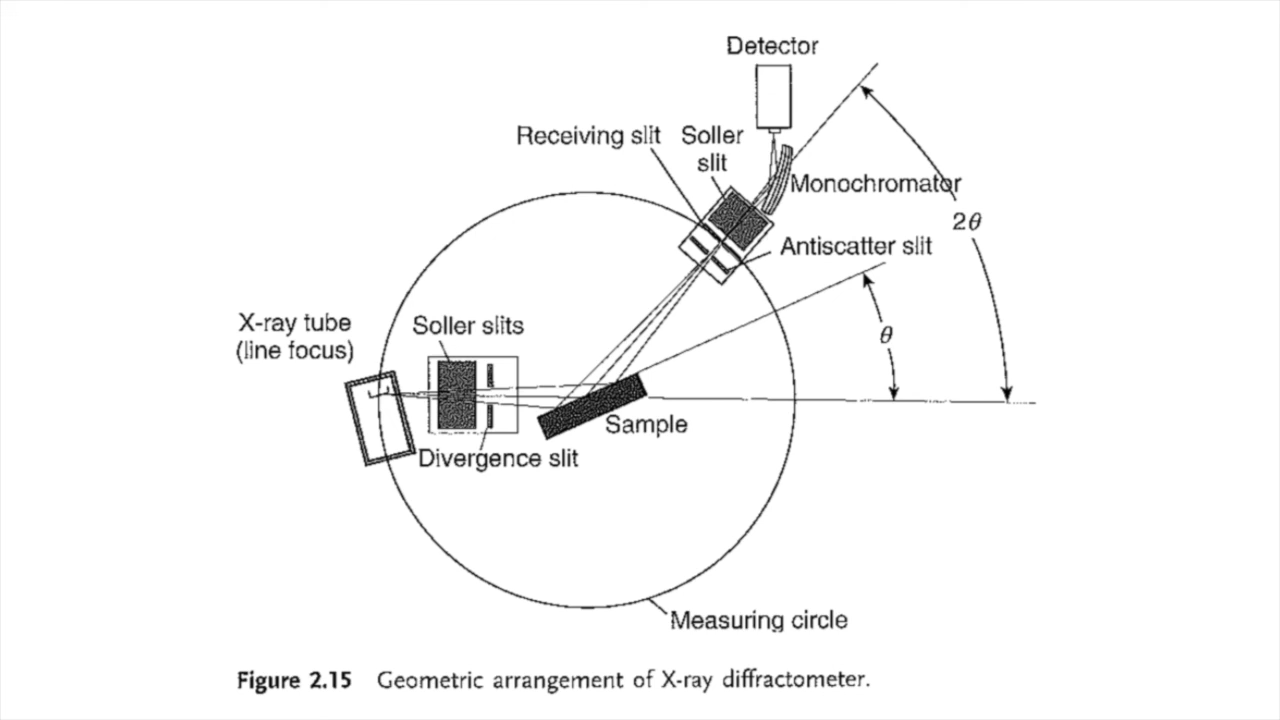 Detector
Receiving slit
Soller
slit
Monochromator
2θ
Antiscatter slit
θ
X-ray tube
(line focus)
Soller slits
Sample
Divergence slit
Measuring circle
Figure 2.15 Geometric arrangement of X-ray diffractometer.